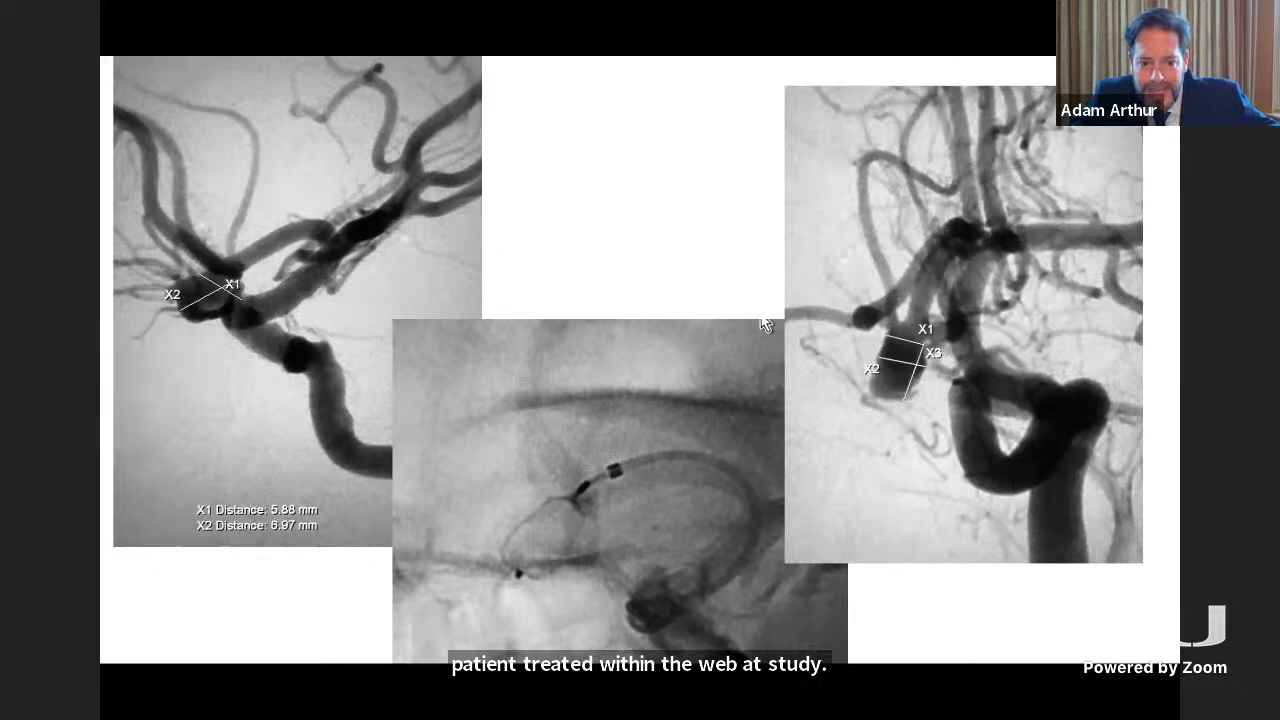 Adam Arthur
X1
X2
X1 Distance: 5.88 mm
X2 Distance: 6.97 mm
X1
X3
X2
patient treated within the web at study.
Powered by Zoom